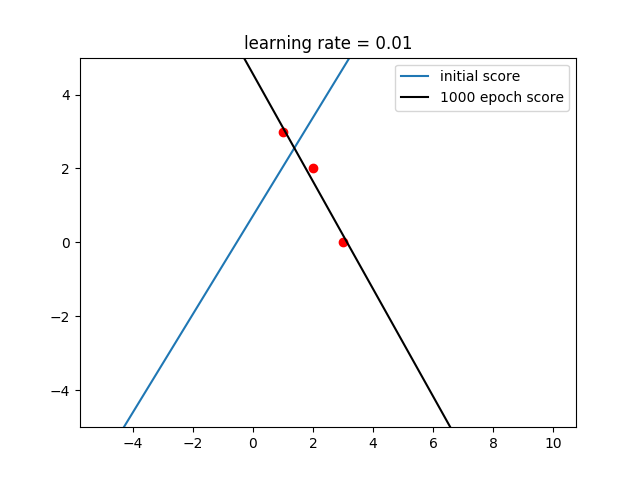 learning rate = 0.01
initial score
1000 epoch score
4
2
0
−2
−4
−4 −2 0 2 4 6 8 10